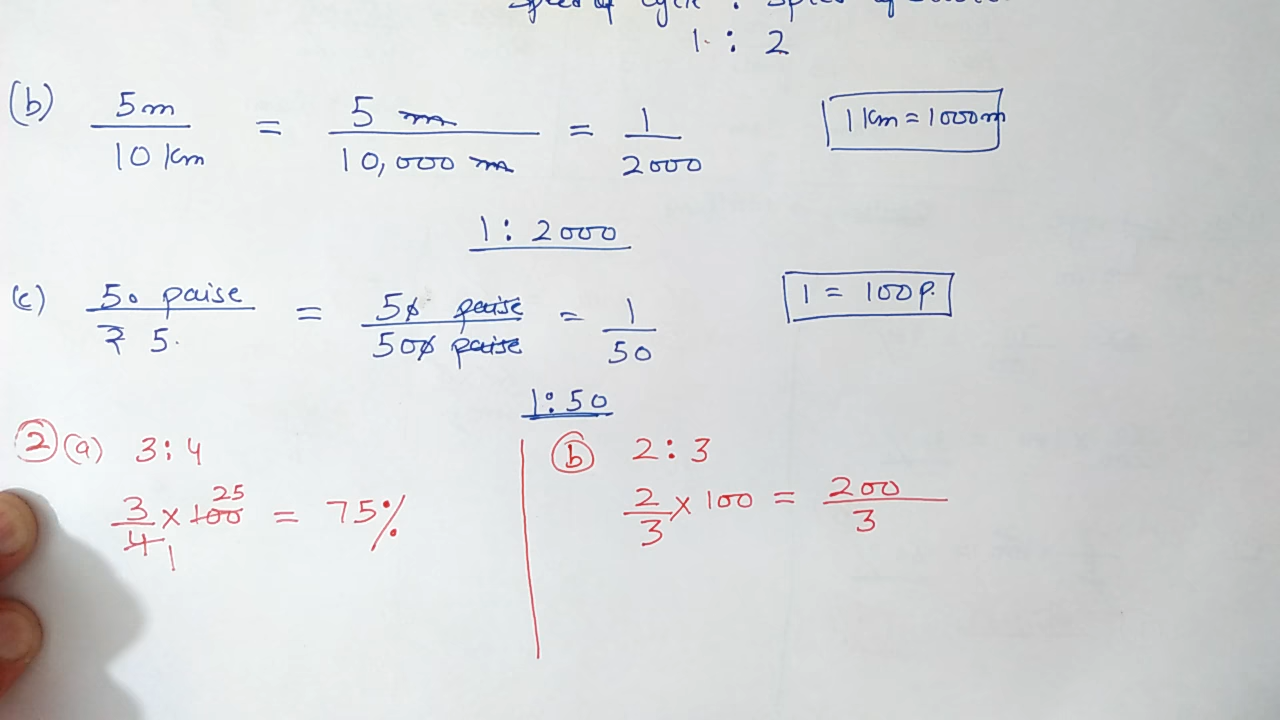 1 : 2
(b) 5m / 10 km = 5 m / 10,000 m = 1 / 2000
1 km = 1000m
1 : 2000
(c) 50 paise / ₹ 5. = 50 paise / 500 paise = 1 / 50
1 = 100p.
1:50
2 (a) 3:4
3/4 × 100 = 75%
25
1
b 2:3
2/3 × 100 = 200/3